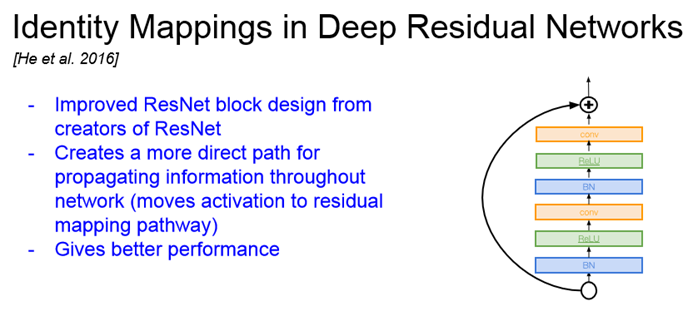 Identity Mappings in Deep Residual Networks
[He et al. 2016]
- Improved ResNet block design from
creators of ResNet
- Creates a more direct path for
propagating information throughout
network (moves activation to residual
mapping pathway)
- Gives better performance
conv
ReLU
BN
conv
ReLU
BN